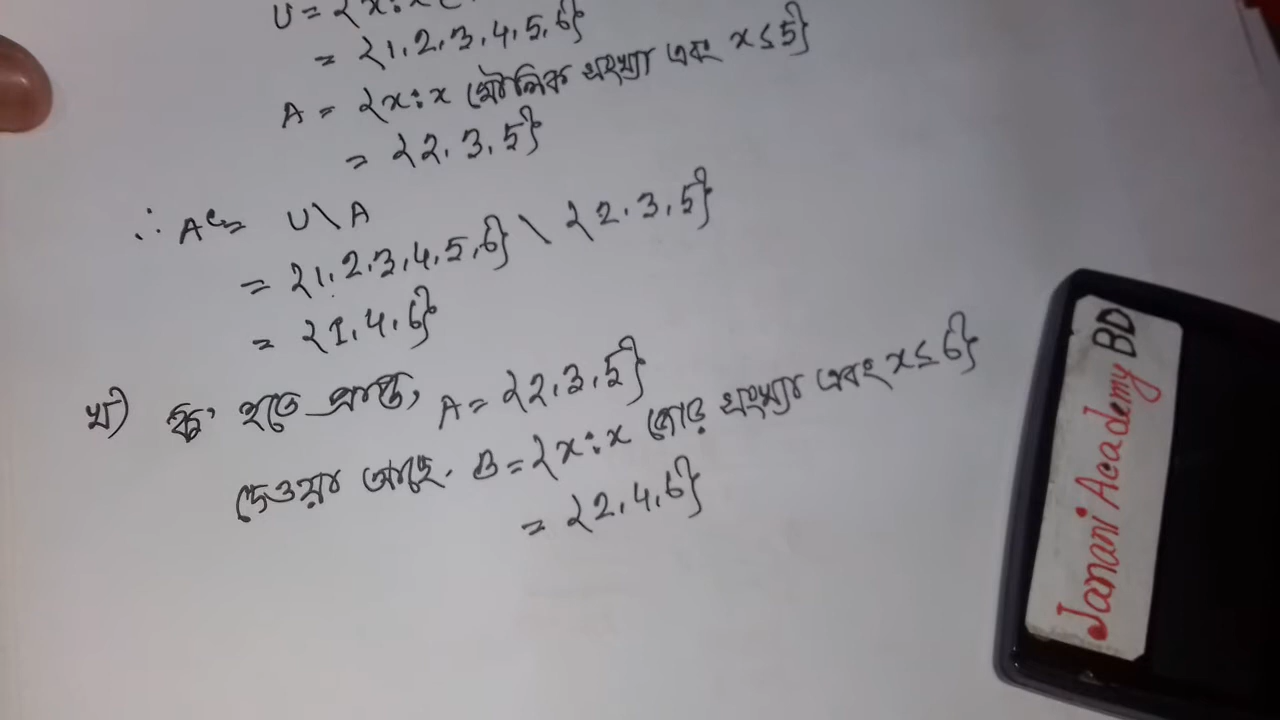 U = {x : x
= {1, 2, 3, 4, 5, 6}
A = {x : x মৌলিক সংখ্যা এবং x ≤ 5}
= {2, 3, 5}
∴ Aᶜ = U \ A
= {1, 2, 3, 4, 5, 6} \ {2, 3, 5}
= {1, 4, 6}
খ) ক' হতে প্রাপ্ত, A = {2, 3, 5}
দেওয়া আছে, B = {x : x জোড় সংখ্যা এবং x ≤ 6}
= {2, 4, 6}
Janani Academy BD